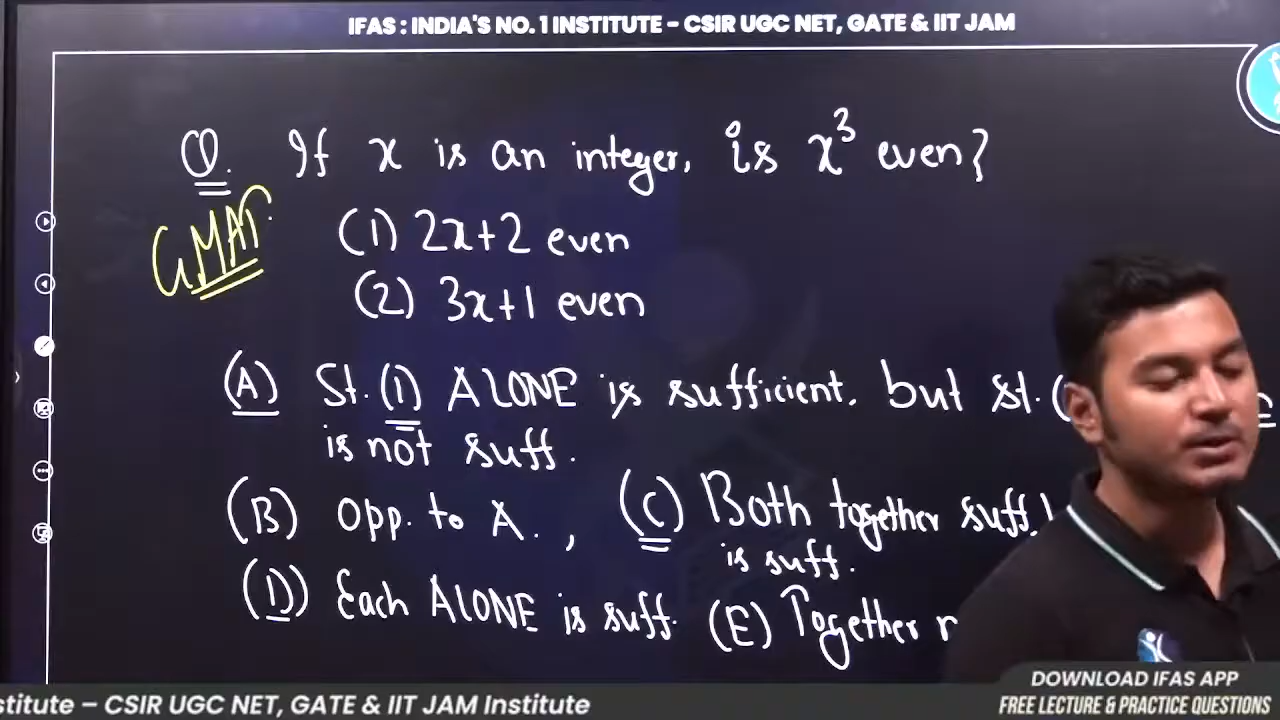 IFAS : INDIA'S NO. 1 INSTITUTE – CSIR UGC NET, GATE & IIT JAM
Q. If x is an integer, is x³ even?
GMAT
(1) 2x+2 even
(2) 3x+1 even
(A) St. (1) ALONE is sufficient, but st. (
is not suff.
(B) Opp. to A. , (C) Both together suff.
is suff.
(D) Each ALONE is suff. (E) Together
DOWNLOAD IFAS APP
FREE LECTURE & PRACTICE QUESTIONS
stitute – CSIR UGC NET, GATE & IIT JAM Institute